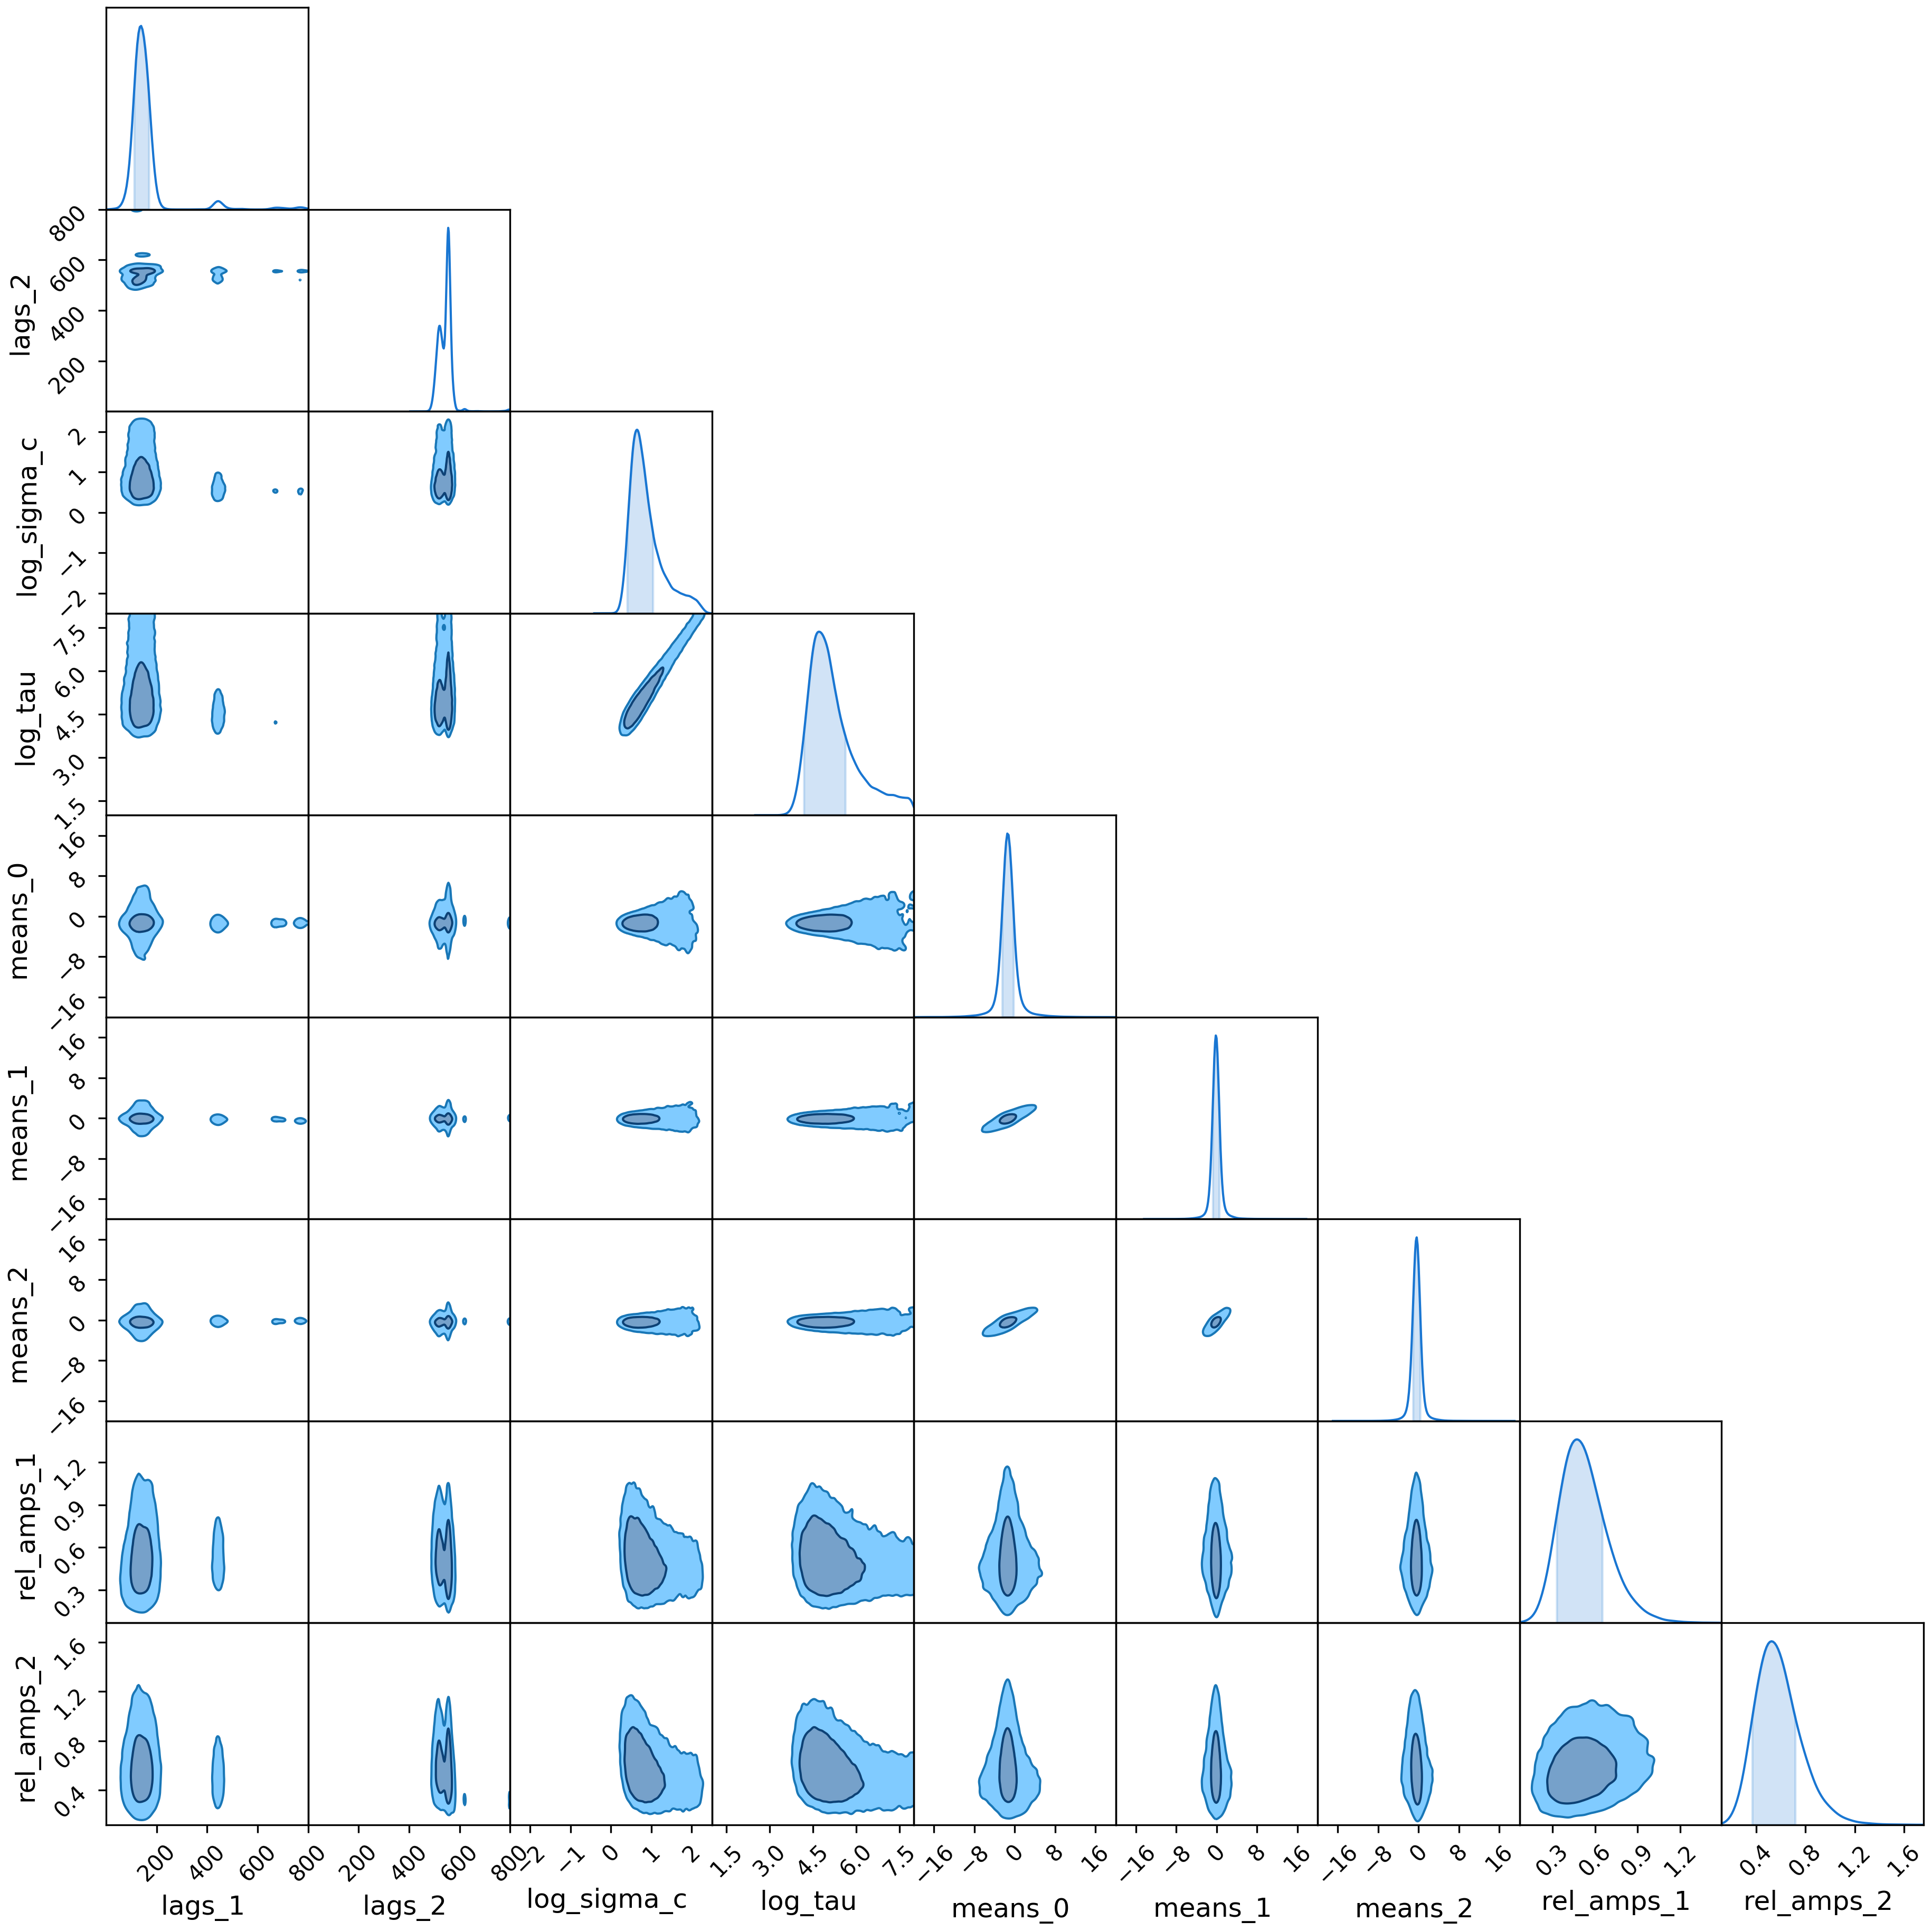 800
600
400
200
lags_2
2
1
0
−1
−2
log_sigma_c
7.5
6.0
4.5
3.0
1.5
log_tau
16
8
0
−8
−16
means_0
16
8
0
−8
−16
means_1
16
8
0
−8
−16
means_2
1.2
0.9
0.6
0.3
rel_amps_1
1.6
1.2
0.8
0.4
rel_amps_2
200 400 600 800
200 400 600 800
−2 −1 0 1 2
1.5 3.0 4.5 6.0 7.5
−16 −8 0 8 16
−16 −8 0 8 16
−16 −8 0 8 16
0.3 0.6 0.9 1.2
0.4 0.8 1.2 1.6
lags_1 lags_2 log_sigma_c log_tau means_0 means_1 means_2 rel_amps_1 rel_amps_2